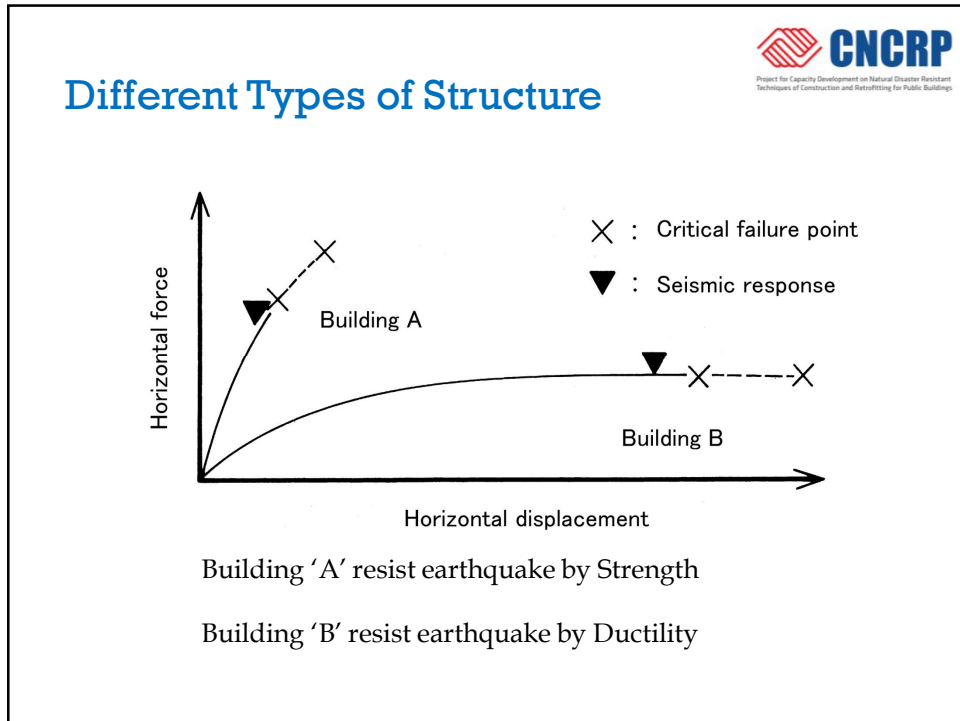 CNCRP
Project for Capacity Development on Natural Disaster Resistant
Techniques of Construction and Retrofitting for Public Buildings
Different Types of Structure
X : Critical failure point
▼ : Seismic response
Horizontal force
Building A
Building B
Horizontal displacement
Building ‘A’ resist earthquake by Strength
Building ‘B’ resist earthquake by Ductility